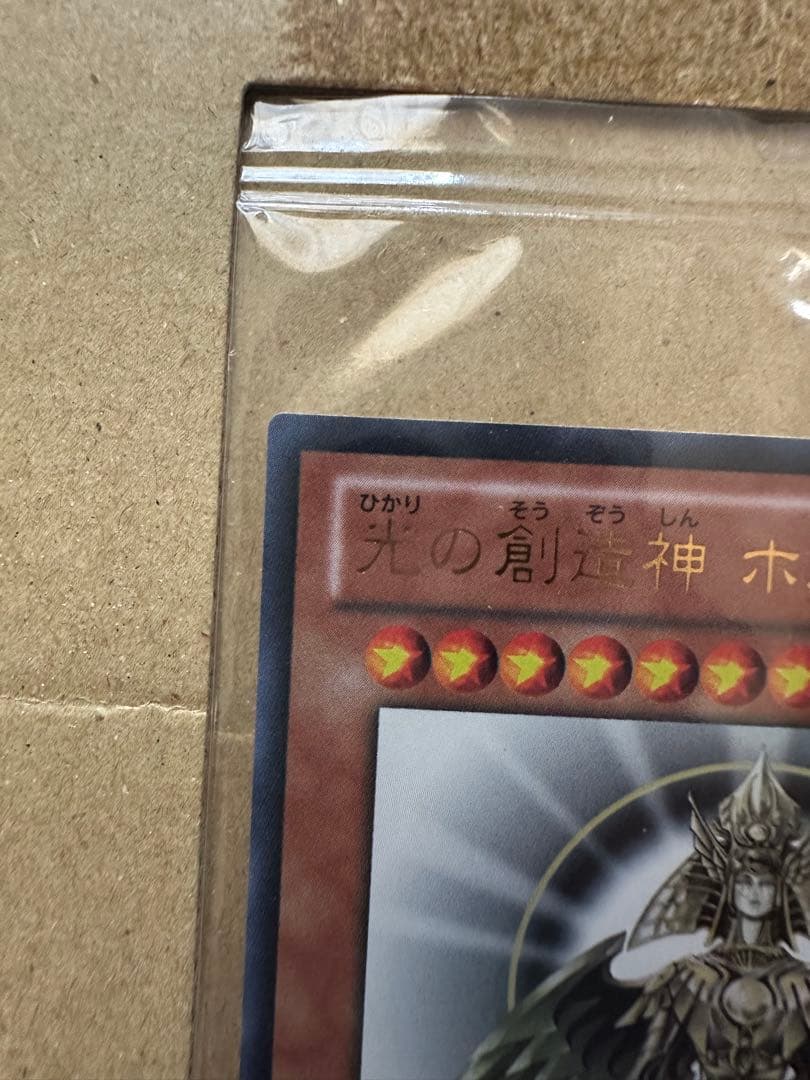 ひかり そう ぞう しん
光の創造神 ホ